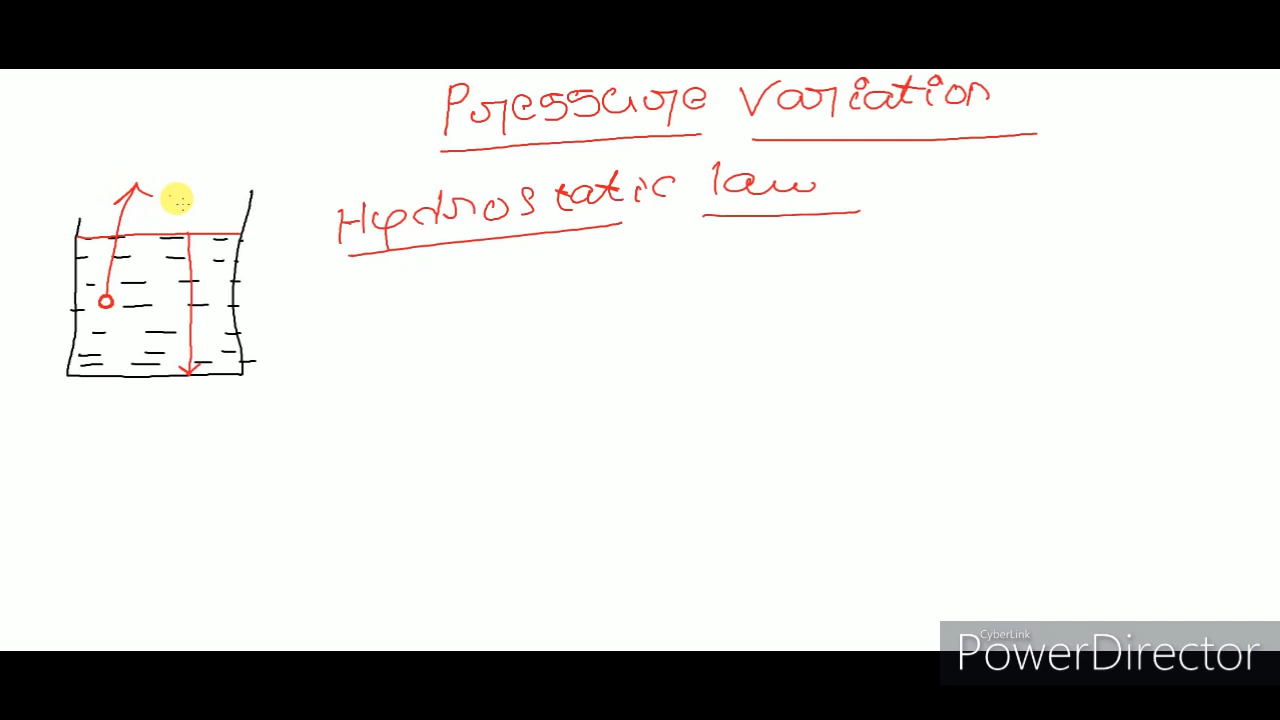 Pressure variation
Hydrostatic law
CyberLink
PowerDirector